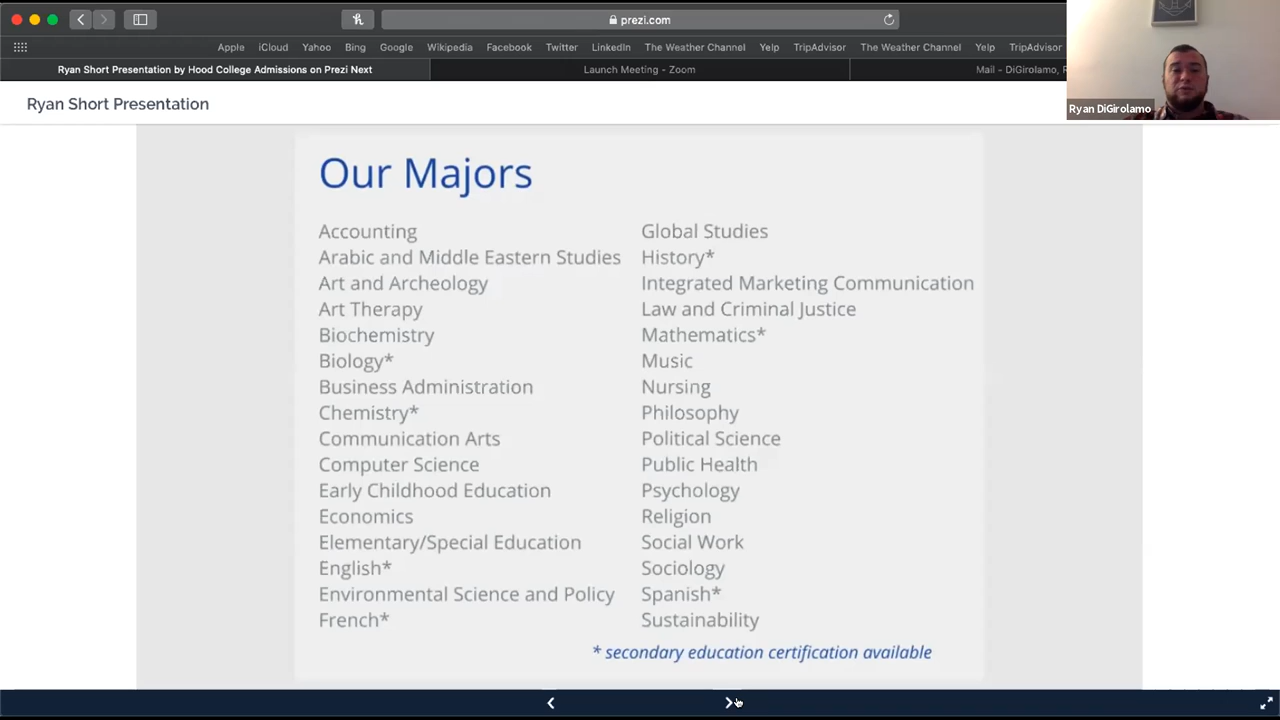 prezi.com
Apple iCloud Yahoo Bing Google Wikipedia Facebook Twitter LinkedIn The Weather Channel Yelp TripAdvisor The Weather Channel Yelp TripAdvisor
Ryan Short Presentation by Hood College Admissions on Prezi Next
Launch Meeting - Zoom
Mail - DiGirolamo, R
Ryan DiGirolamo
Ryan Short Presentation
Our Majors
Accounting
Arabic and Middle Eastern Studies
Art and Archeology
Art Therapy
Biochemistry
Biology*
Business Administration
Chemistry*
Communication Arts
Computer Science
Early Childhood Education
Economics
Elementary/Special Education
English*
Environmental Science and Policy
French*
Global Studies
History*
Integrated Marketing Communication
Law and Criminal Justice
Mathematics*
Music
Nursing
Philosophy
Political Science
Public Health
Psychology
Religion
Social Work
Sociology
Spanish*
Sustainability
* secondary education certification available